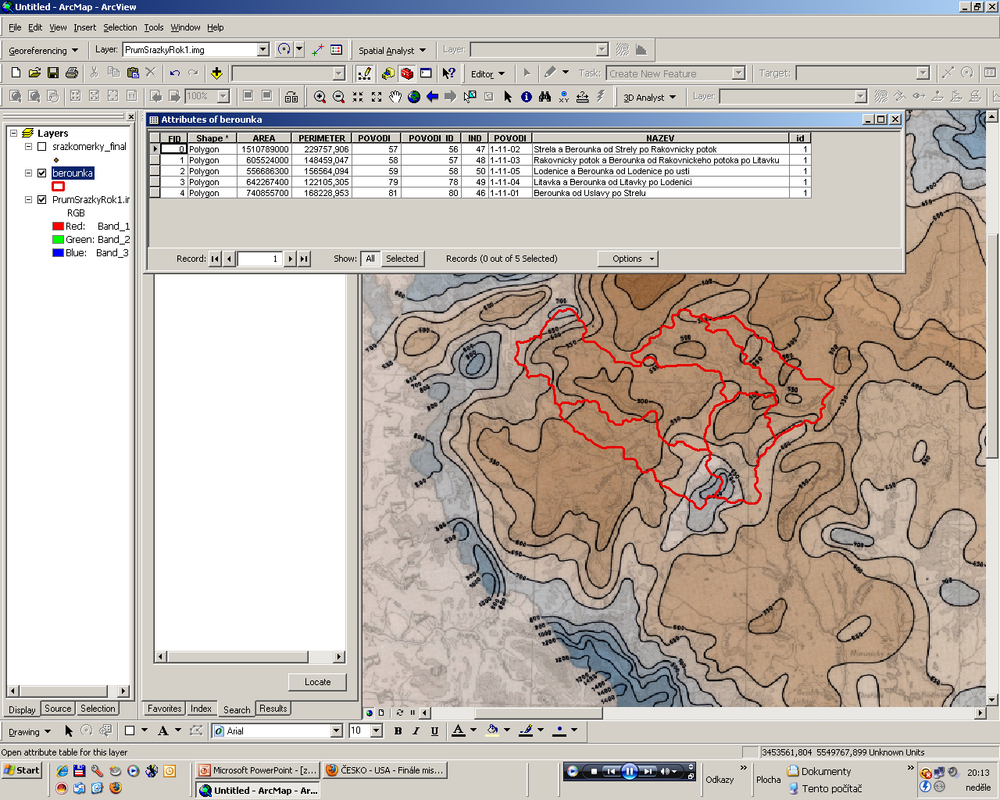 Untitled - ArcMap - ArcView
File Edit View Insert Selection Tools Window Help
Georeferencing Layer: PrumSrazkyRok1.img Spatial Analyst Layer:
Editor Task: Create New Feature Target:
100% 3D Analyst Layer:
Layers
srazkomerky_final
berounka
PrumSrazkyRok1.ir
RGB
Red: Band_1
Green: Band_2
Blue: Band_3
Attributes of berounka
FID Shape * AREA PERIMETER POVODI POVODI_ID IND POVODI NAZEV id
0 Polygon 1510789000 229757,906 57 56 47 1-11-02 Strela a Berounka od Strely po Rakovnicky potok 1
1 Polygon 605524000 148459,047 58 57 48 1-11-03 Rakovnicky potok a Berounka od Rakovnickeho potoka po Litavku 1
2 Polygon 556686300 156564,094 59 58 50 1-11-05 Lodenice a Berounka od Lodenice po usti 1
3 Polygon 642267400 122105,305 79 78 49 1-11-04 Litavka a Berounka od Litavky po Lodenici 1
4 Polygon 740855700 168228,953 81 80 46 1-11-01 Berounka od Uslavy po Strelu 1
Record: 1 Show: All Selected Records (0 out of 5 Selected) Options
Locate
Display Source Selection
Favorites Index Search Results
Drawing Arial 10 B I U A
Open attribute table for this layer
3453561,804 5549767,899 Unknown Units
Start
Microsoft PowerPoint - [z...
ČESKO - USA - Finále mis...
Untitled - ArcMap - Ar...
Odkazy
Plocha
Dokumenty
Tento počítač
20:13
neděle